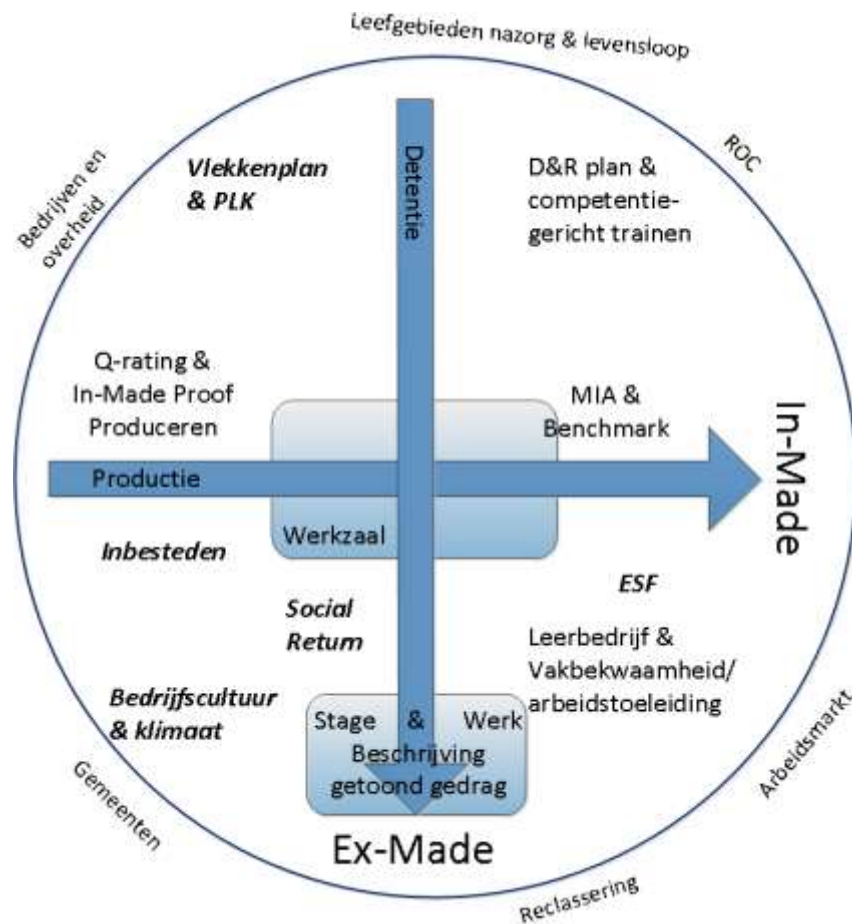 Leefgebieden nazorg & levensloop
ROC
Bedrijven en
overheid
Vlekkenplan
& PLK
Detentie
D&R plan &
competentie-
gericht trainen
Q-rating &
In-Made Proof
Produceren
MIA &
Benchmark
In-Made
Productie
Werkzaal
Inbesteden
ESF
Social
Return
Leerbedrijf &
Vakbekwaamheid/
arbeidstoeleiding
Bedrijfscultuur
& klimaat
Stage & Werk
Beschrijving
getoond gedrag
Ex-Made
Gemeenten
Arbeidsmarkt
Reclassering